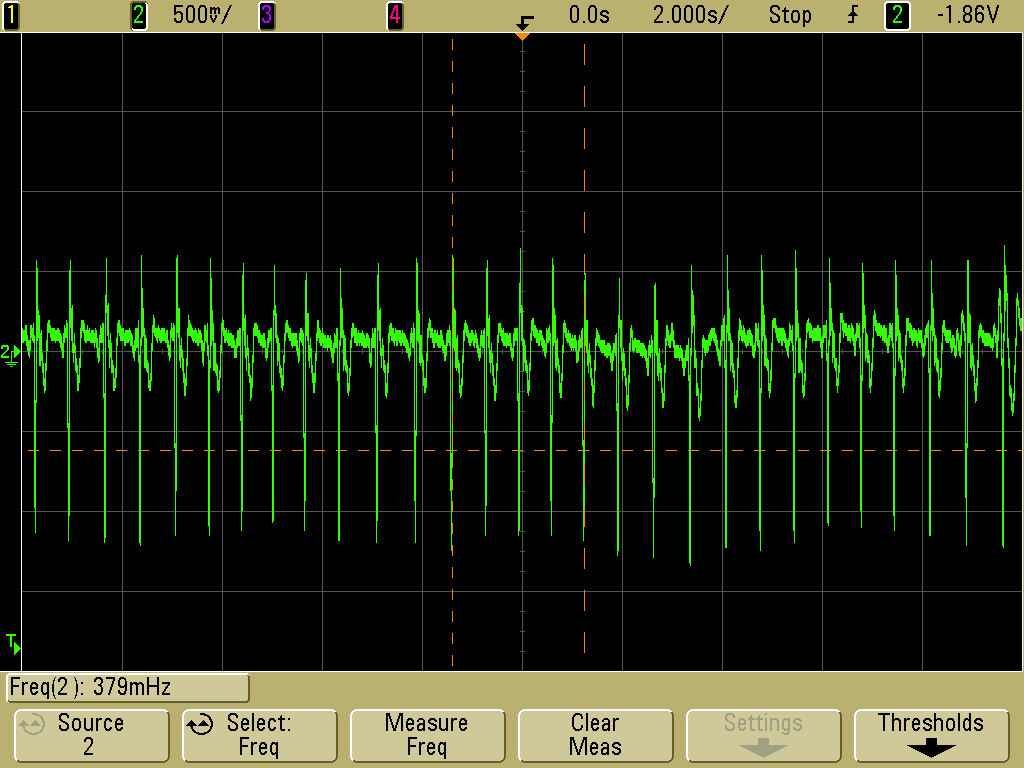 1 2 500mV/ 3 4 0.0s 2.000s/ Stop 2 -1.86V
2
T
Freq(2): 379mHz
Source Select: Measure Clear Settings Thresholds
2 Freq Freq Meas